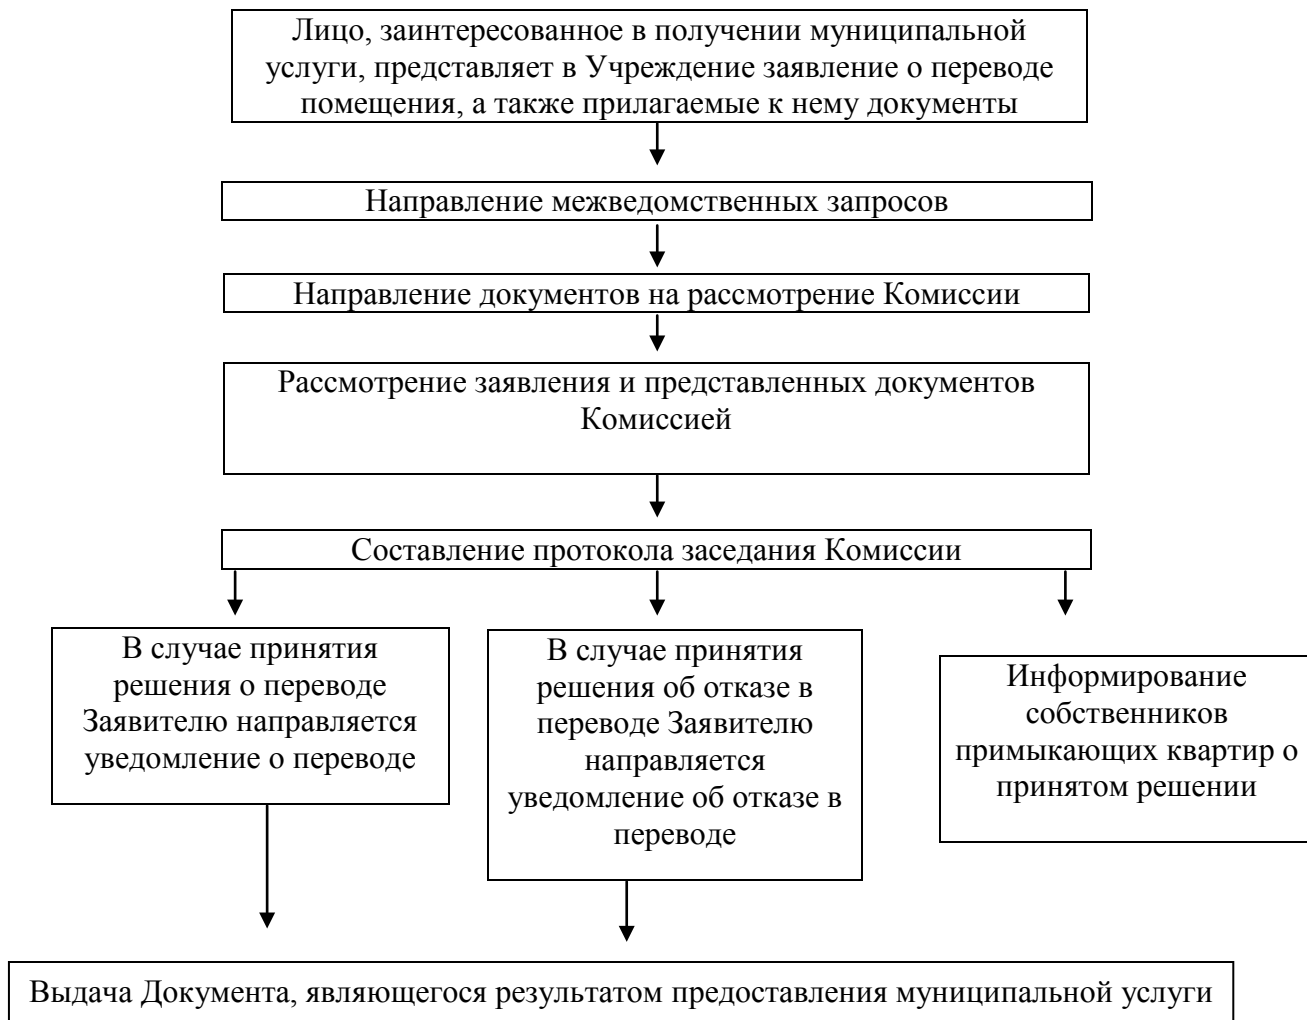 Лицо, заинтересованное в получении муниципальной
услуги, представляет в Учреждение заявление о переводе
помещения, а также прилагаемые к нему документы
Направление межведомственных запросов
Направление документов на рассмотрение Комиссии
Рассмотрение заявления и представленных документов
Комиссией
Составление протокола заседания Комиссии
В случае принятия
решения о переводе
Заявителю направляется
уведомление о переводе
В случае принятия
решения об отказе в
переводе Заявителю
направляется
уведомление об отказе в
переводе
Информирование
собственников
примыкающих квартир о
принятом решении
Выдача Документа, являющегося результатом предоставления муниципальной услуги